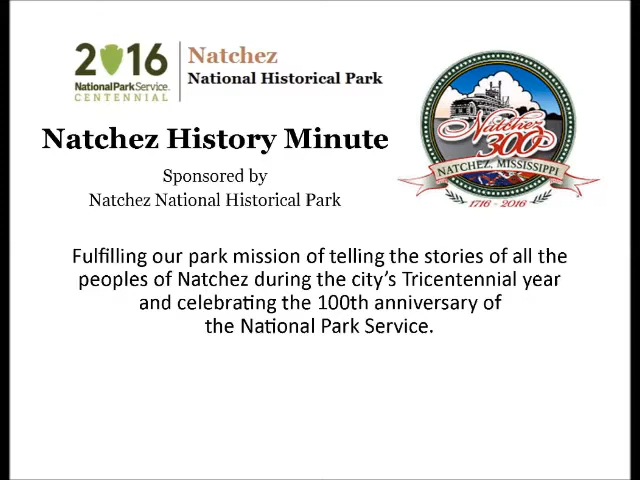 2016
National Park Service
CENTENNIAL
Natchez
National Historical Park
Natchez History Minute
Sponsored by
Natchez National Historical Park
Natchez
300
NATCHEZ, MISSISSIPPI
1716 - 2016
Fulfilling our park mission of telling the stories of all the
peoples of Natchez during the city's Tricentennial year
and celebrating the 100th anniversary of
the National Park Service.